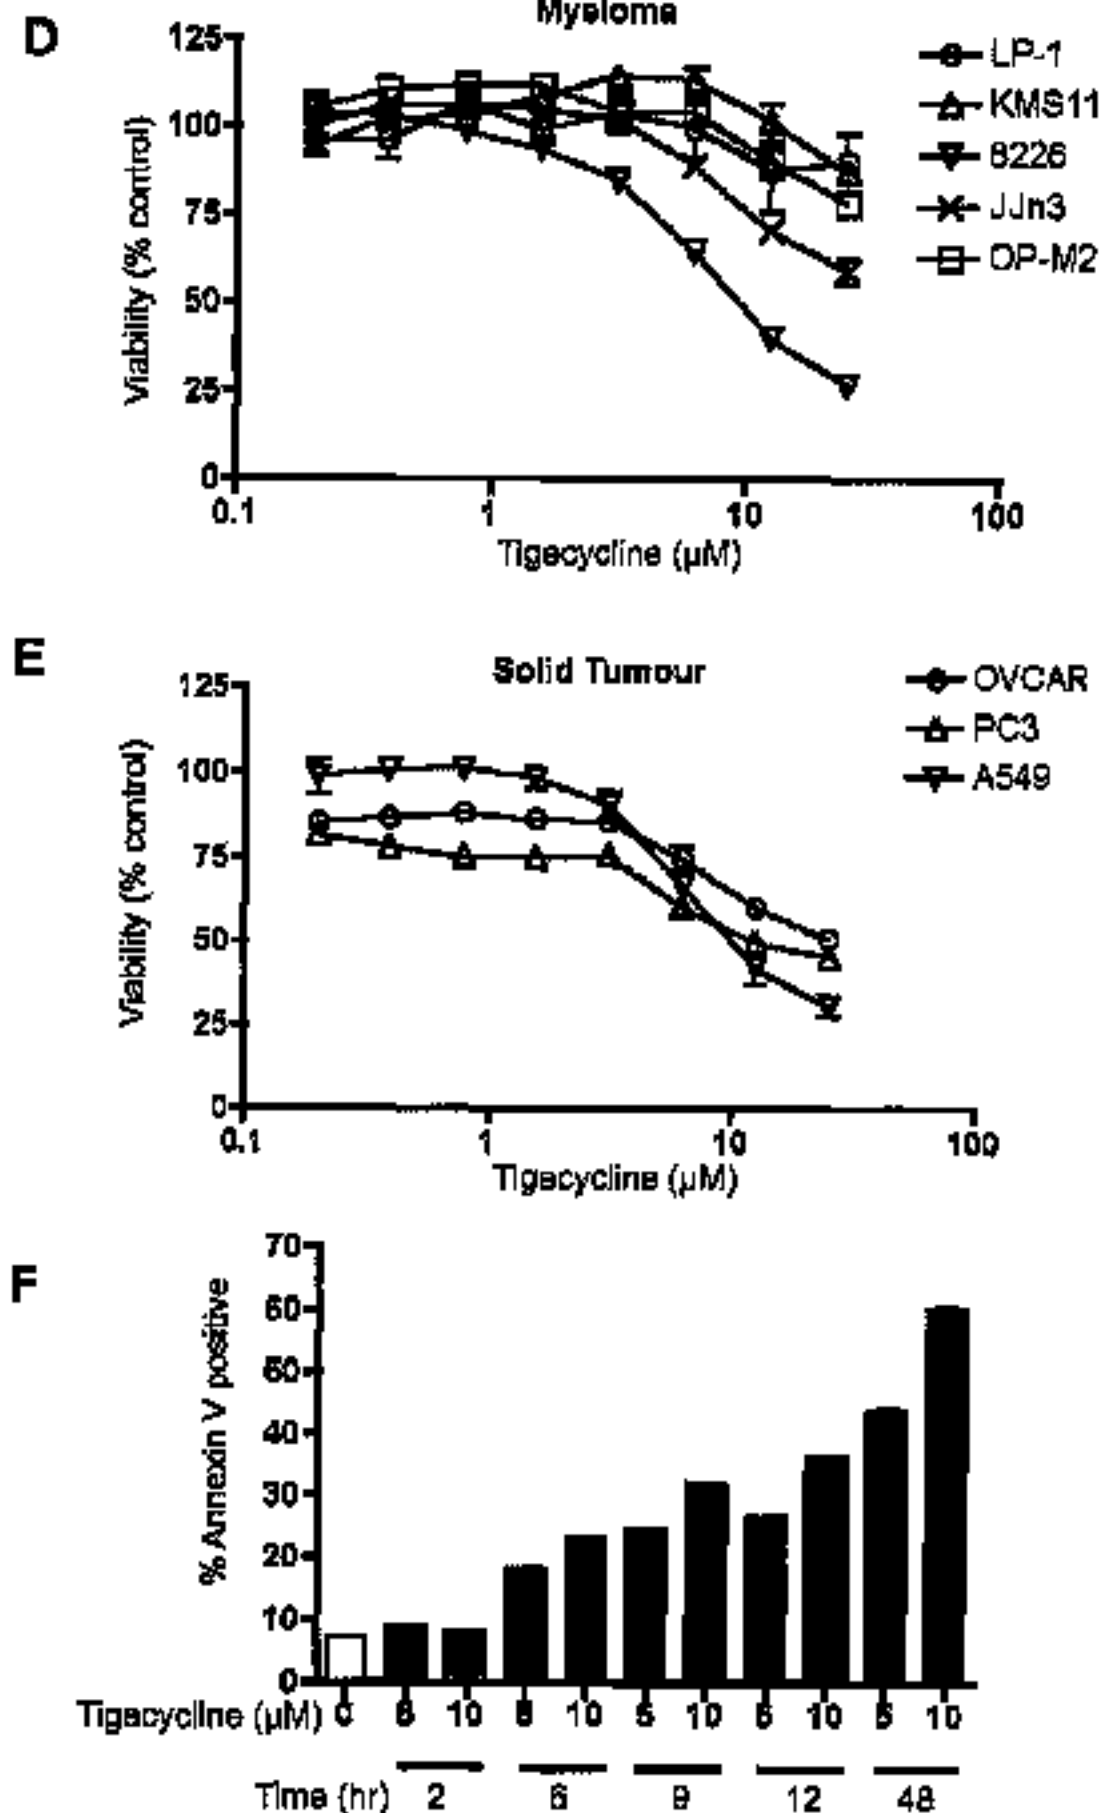 D
Myeloma
125
100
75
50
25
0
0.1 1 10 100
Viability (% control)
Tigecycline (µM)
LP-1
KMS11
8226
JJn3
OP-M2
E
Solid Tumour
125
100
75
50
25
0
0.1 1 10 100
Viability (% control)
Tigecycline (µM)
OVCAR
PC3
A549
F
70
60
50
40
30
20
10
0
% Annexin V positive
Tigecycline (µM) 0 5 10 5 10 5 10 5 10 5 10
Time (hr) 2 6 9 12 48